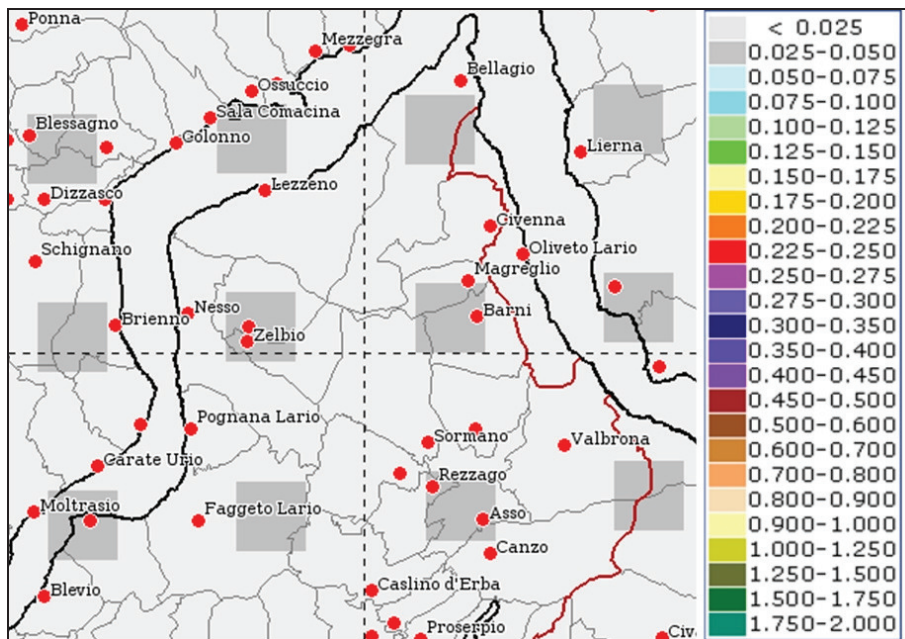 Ponna
Mezzegra
Bellagio
Ossuccio
Sala Comacina
Blessagno
Colonno
Lierna
Lezzeno
Dizzasco
Civenna
Oliveto Lario
Schignano
Magreglio
Nesso
Barni
Brienno
Zelbio
Pognana Lario
Sormano
Valbrona
Carate Urio
Rezzago
Moltrasio
Faggeto Lario
Asso
Canzo
Caslino d'Erba
Blevio
Proserpio
Civ
< 0.025
0.025-0.050
0.050-0.075
0.075-0.100
0.100-0.125
0.125-0.150
0.150-0.175
0.175-0.200
0.200-0.225
0.225-0.250
0.250-0.275
0.275-0.300
0.300-0.350
0.350-0.400
0.400-0.450
0.450-0.500
0.500-0.600
0.600-0.700
0.700-0.800
0.800-0.900
0.900-1.000
1.000-1.250
1.250-1.500
1.500-1.750
1.750-2.000